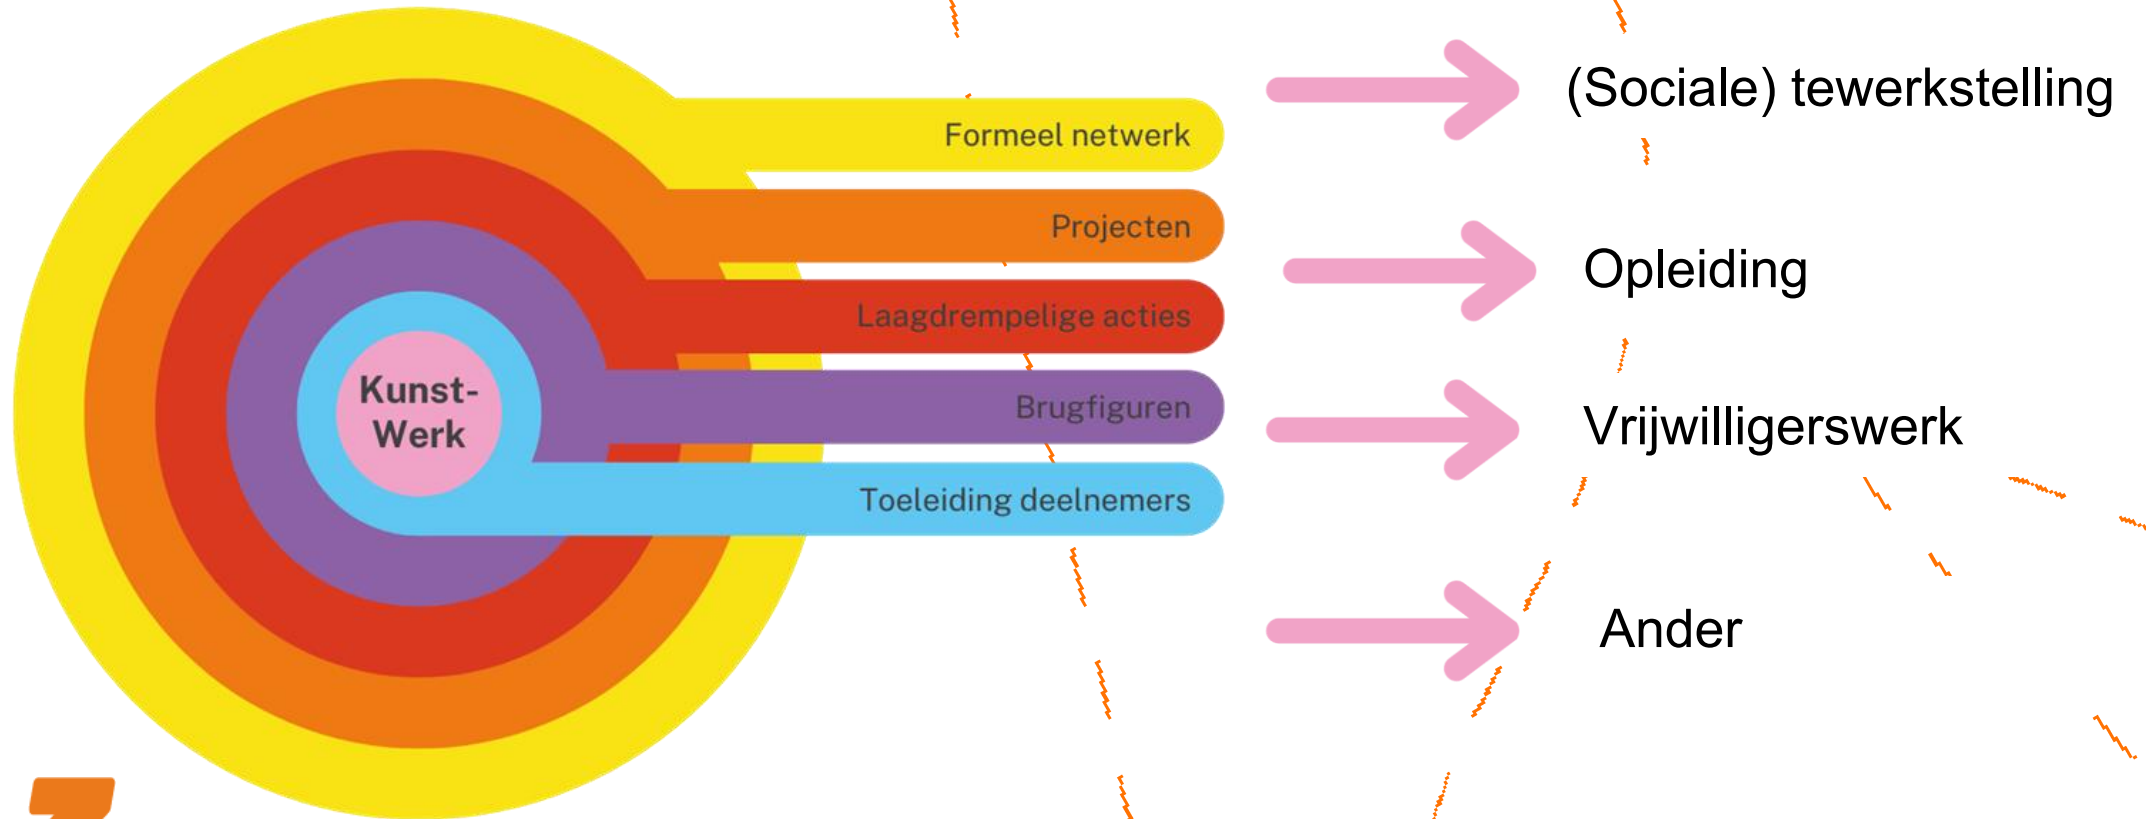 Kunst-
Werk
Formeel netwerk
Projecten
Laagdrempelige acties
Brugfiguren
Toeleiding deelnemers
(Sociale) tewerkstelling
Opleiding
Vrijwilligerswerk
Ander